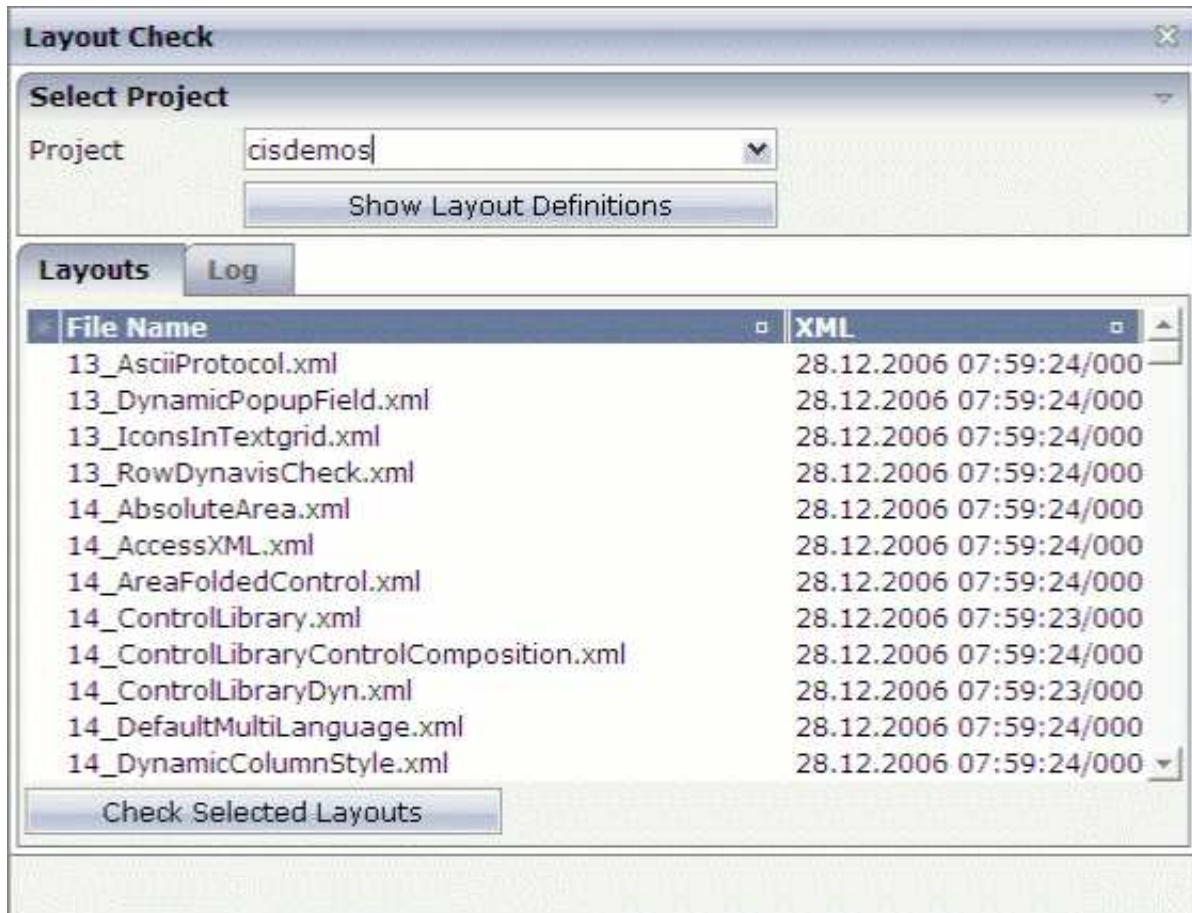 Layout Check
Select Project
Project cisdemos
Show Layout Definitions
Layouts Log
File Name XML
13_AsciiProtocol.xml 28.12.2006 07:59:24/000
13_DynamicPopupField.xml 28.12.2006 07:59:24/000
13_IconsInTextgrid.xml 28.12.2006 07:59:24/000
13_RowDynavisCheck.xml 28.12.2006 07:59:24/000
14_AbsoluteArea.xml 28.12.2006 07:59:24/000
14_AccessXML.xml 28.12.2006 07:59:24/000
14_AreaFoldedControl.xml 28.12.2006 07:59:24/000
14_ControlLibrary.xml 28.12.2006 07:59:23/000
14_ControlLibraryControlComposition.xml 28.12.2006 07:59:24/000
14_ControlLibraryDyn.xml 28.12.2006 07:59:23/000
14_DefaultMultiLanguage.xml 28.12.2006 07:59:24/000
14_DynamicColumnStyle.xml 28.12.2006 07:59:24/000
Check Selected Layouts